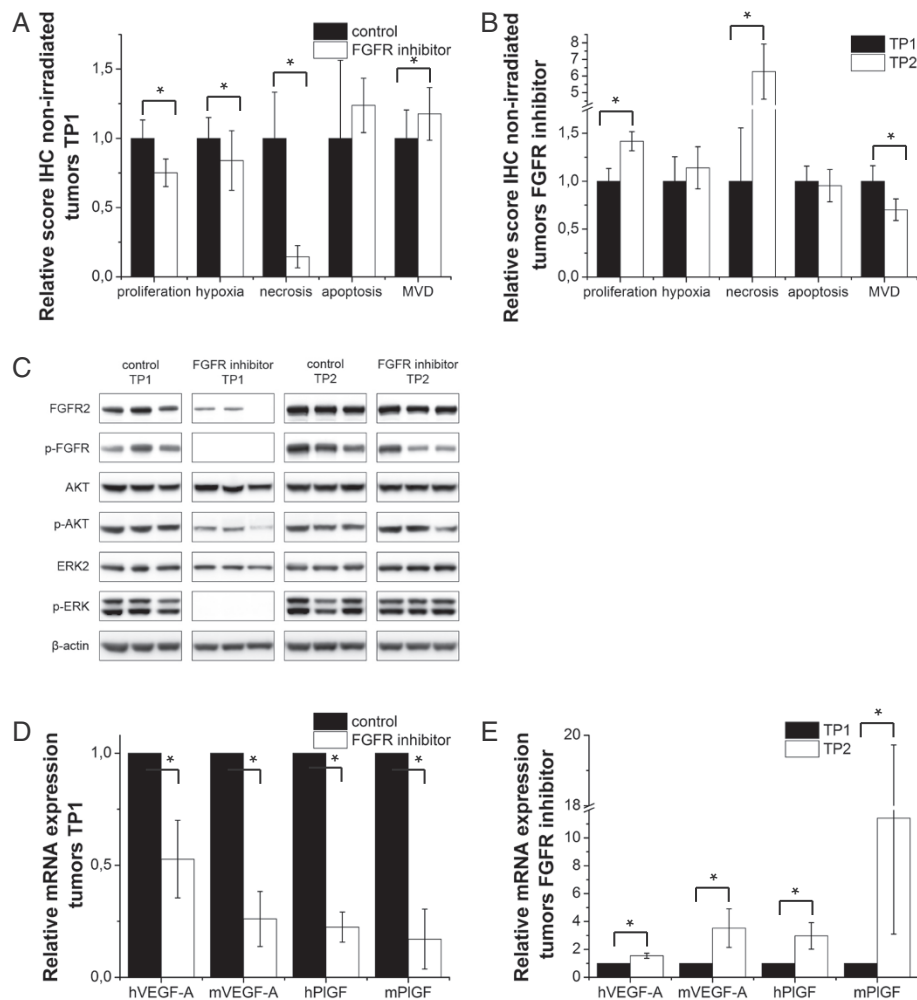 A
Relative score IHC non-irradiated
tumors TP1
control
FGFR inhibitor
1,5
1,0
0,5
0,0
* * * *
proliferation hypoxia necrosis apoptosis MVD
B
Relative score IHC non-irradiated
tumors FGFR inhibitor
TP1
TP2
8
7
6
5
1,5
1,0
0,5
0,0
* * *
proliferation hypoxia necrosis apoptosis MVD
C
control
TP1
FGFR inhibitor
TP1
control
TP2
FGFR inhibitor
TP2
FGFR2
p-FGFR
AKT
p-AKT
ERK2
p-ERK
β-actin
D
Relative mRNA expression
tumors TP1
control
FGFR inhibitor
1,0
0,5
0,0
* * * *
hVEGF-A mVEGF-A hPlGF mPlGF
E
Relative mRNA expression
tumors FGFR inhibitor
TP1
TP2
20
18
10
8
6
4
2
0
* * * *
hVEGF-A mVEGF-A hPlGF mPlGF